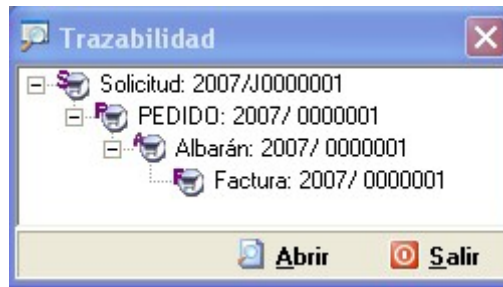 Trazabilidad
S Solicitud: 2007/J0000001
P PEDIDO: 2007/ 0000001
A Albarán: 2007/ 0000001
F Factura: 2007/ 0000001
Abrir Salir